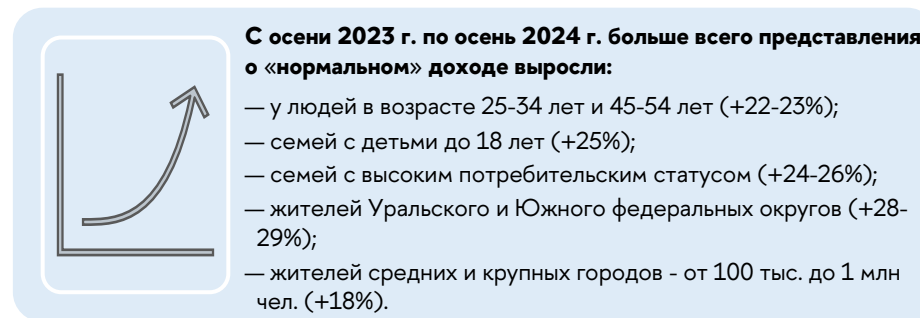 С осени 2023 г. по осень 2024 г. больше всего представления
о «нормальном» доходе выросли:
— у людей в возрасте 25-34 лет и 45-54 лет (+22-23%);
— семей с детьми до 18 лет (+25%);
— семей с высоким потребительским статусом (+24-26%);
— жителей Уральского и Южного федеральных округов (+28-
29%);
— жителей средних и крупных городов - от 100 тыс. до 1 млн
чел. (+18%).